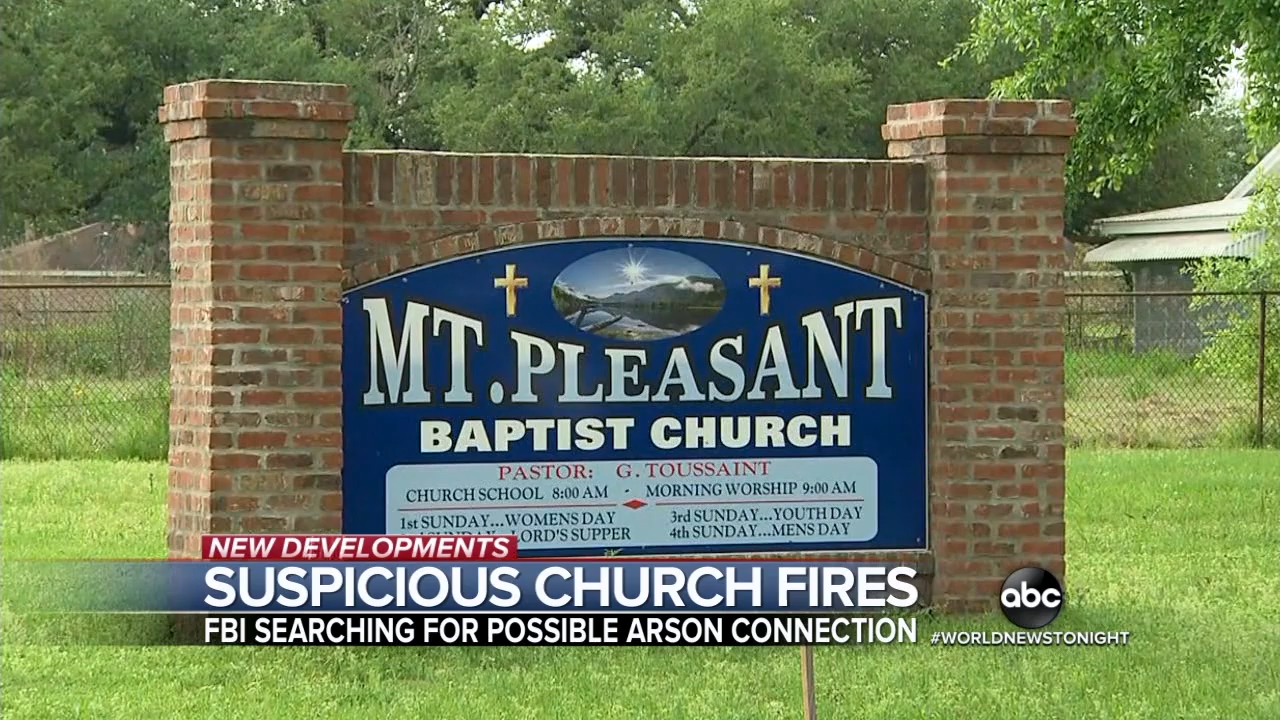 MT. PLEASANT
BAPTIST CHURCH
PASTOR: G. TOUSSAINT
CHURCH SCHOOL 8:00 AM - MORNING WORSHIP 9:00 AM
1st SUNDAY...WOMENS DAY 3rd SUNDAY...YOUTH DAY
SUNDAY LORD'S SUPPER 4th SUNDAY...MENS DAY
NEW DEVELOPMENTS
SUSPICIOUS CHURCH FIRES
FBI SEARCHING FOR POSSIBLE ARSON CONNECTION
abc
#WORLDNEWSTONIGHT